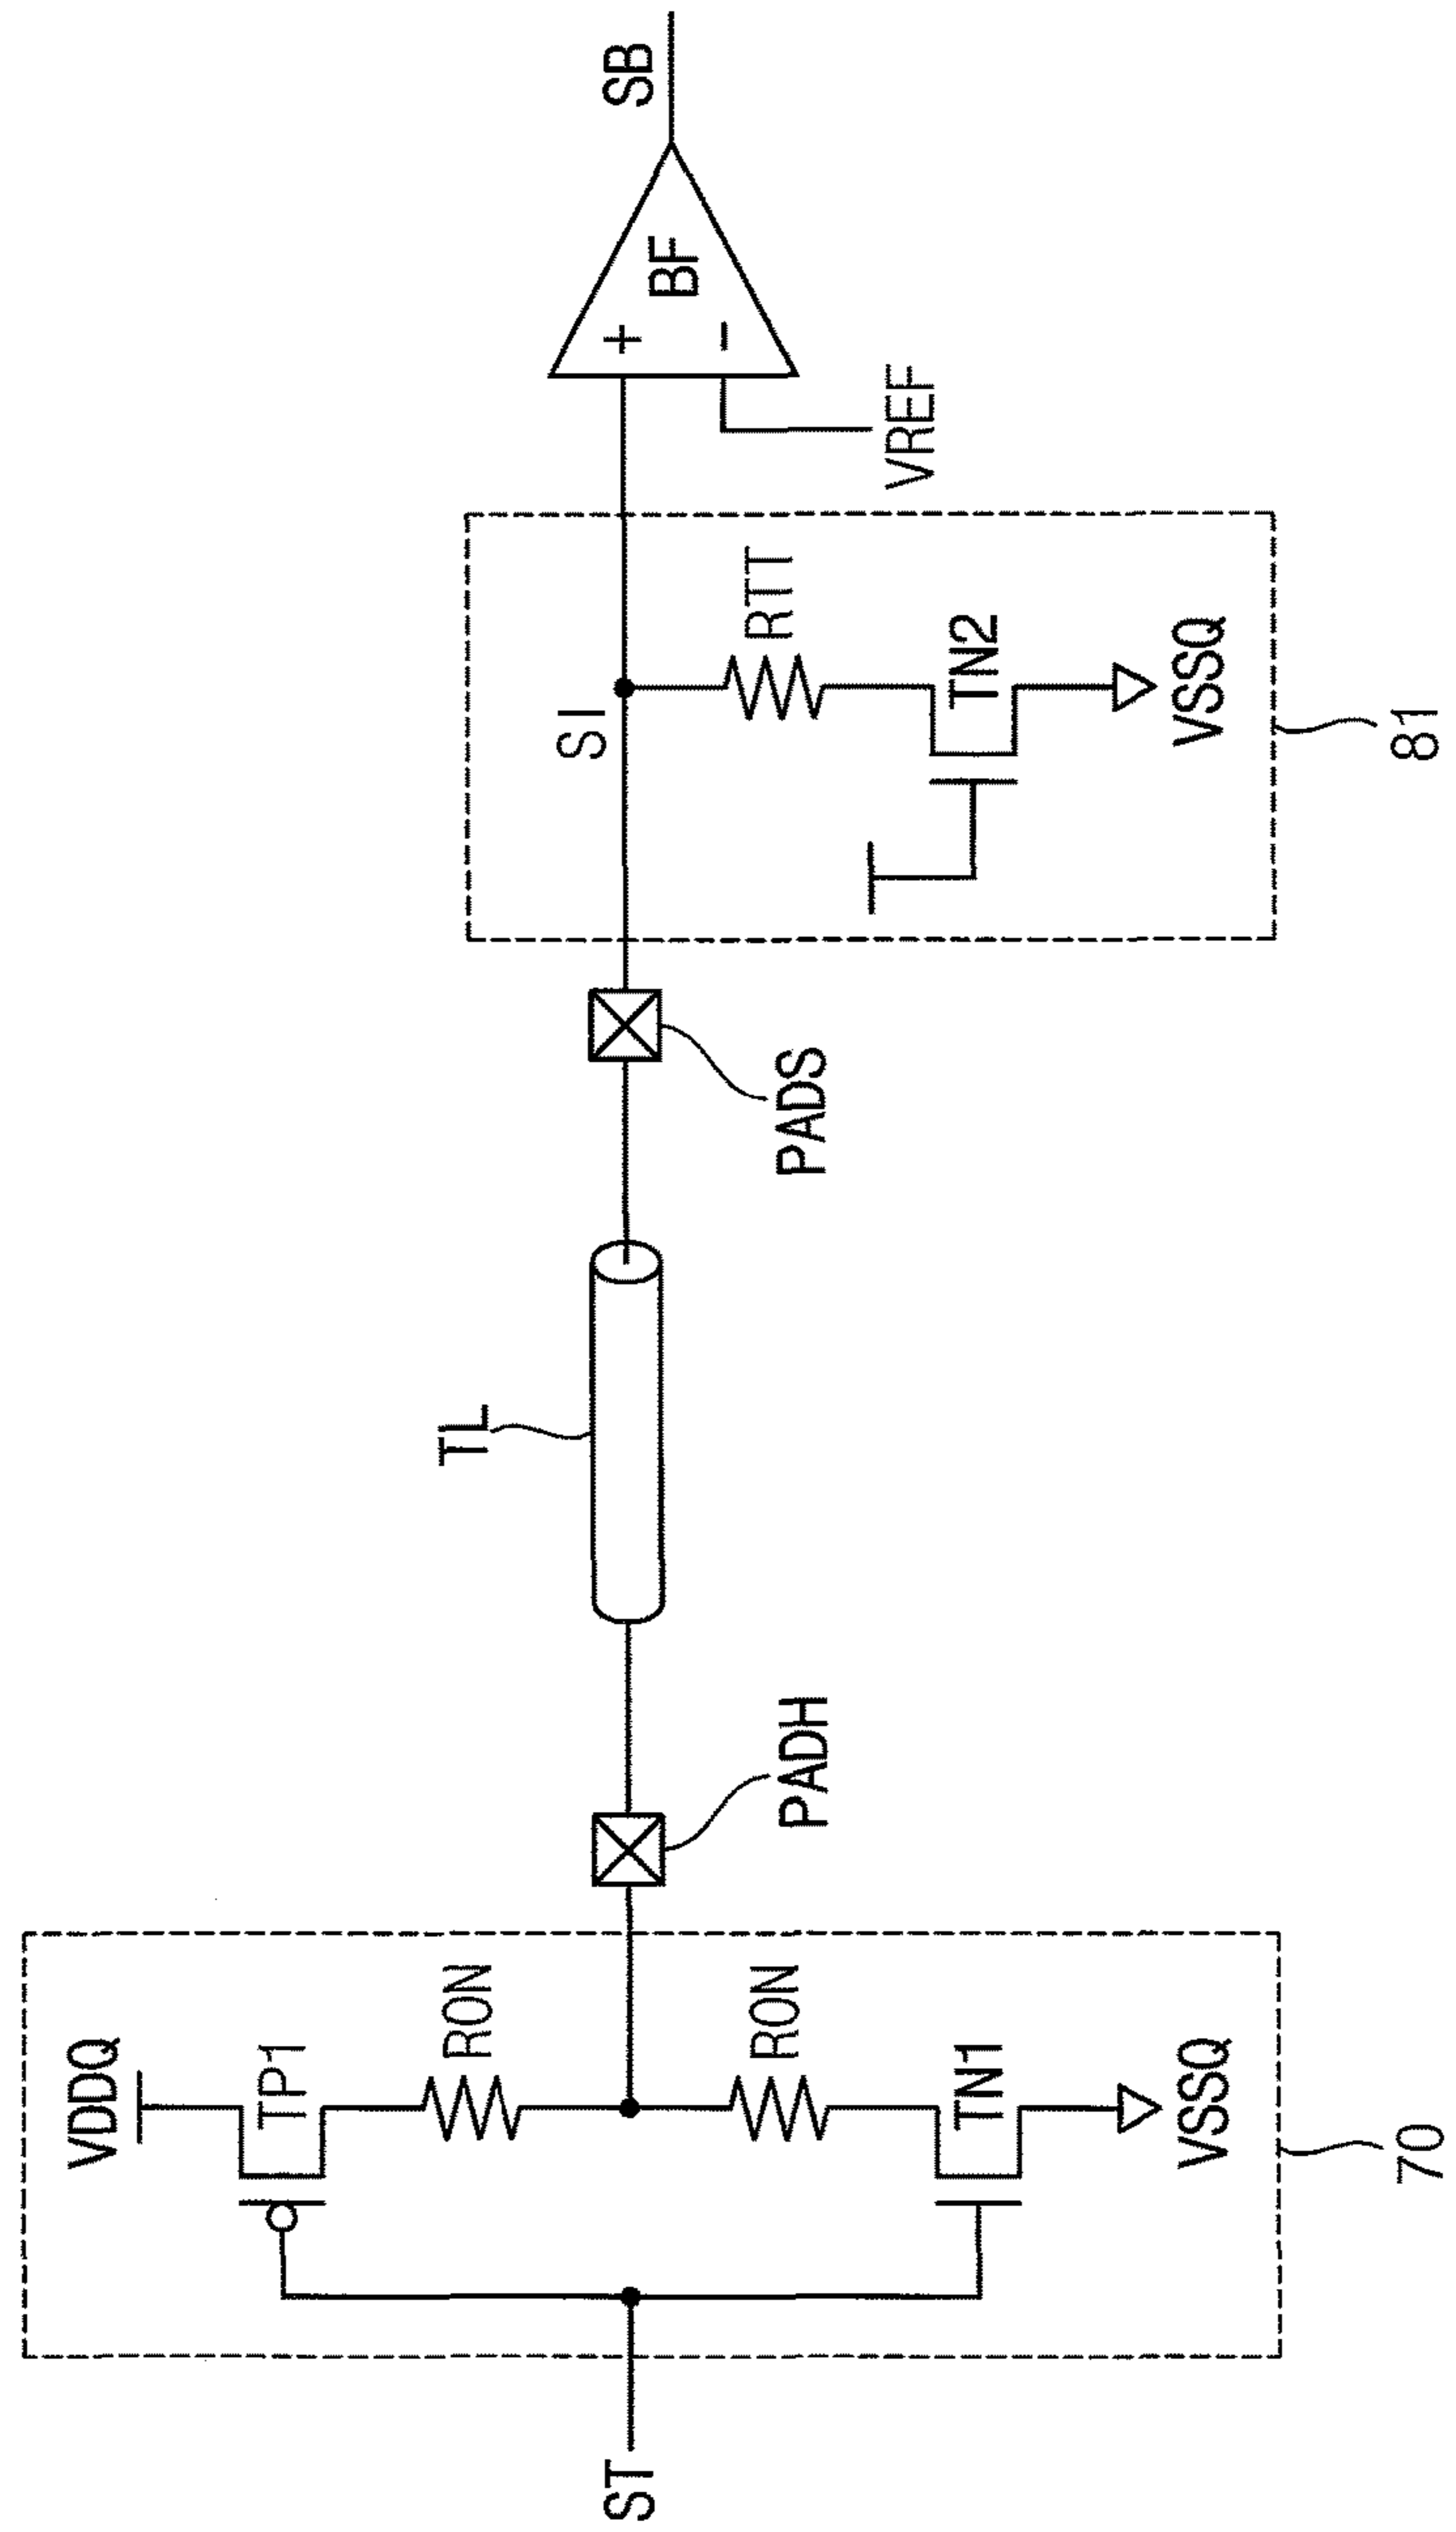 VDDQ
TP1
RON
RON
TN1
VSSQ
70
ST
PADH
TL
PADS
SI
RTT
TN2
VSSQ
81
+
BF
−
VREF
SB